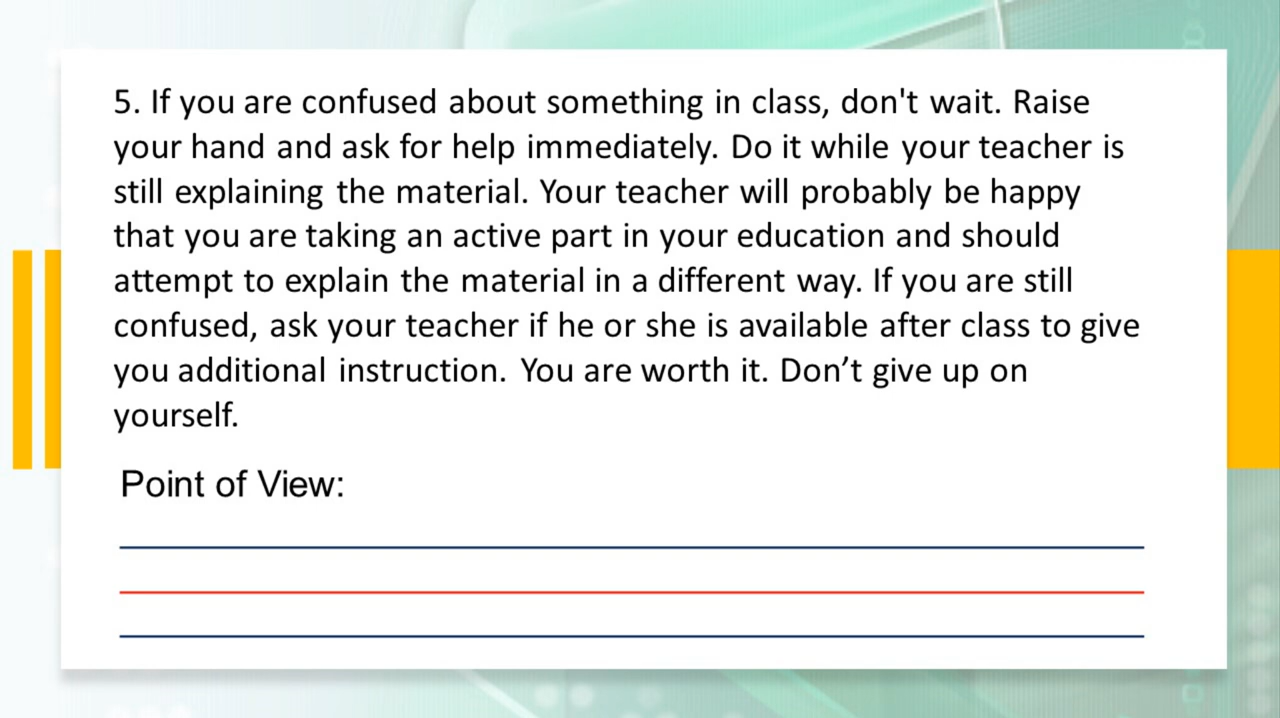 5. If you are confused about something in class, don't wait. Raise
your hand and ask for help immediately. Do it while your teacher is
still explaining the material. Your teacher will probably be happy
that you are taking an active part in your education and should
attempt to explain the material in a different way. If you are still
confused, ask your teacher if he or she is available after class to give
you additional instruction. You are worth it. Don’t give up on
yourself.
Point of View: